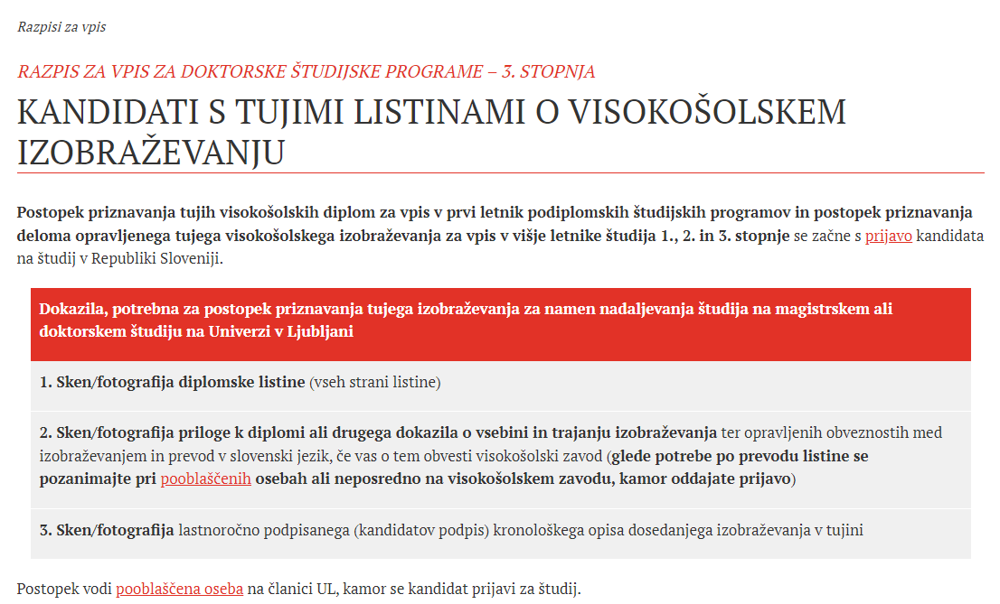 Razpisi za vpis
RAZPIS ZA VPIS ZA DOKTORSKE ŠTUDIJSKE PROGRAME – 3. STOPNJA
KANDIDATI S TUJIMI LISTINAMI O VISOKOŠOLSKEM
IZOBRAŽEVANJU
Postopek priznavanja tujih visokošolskih diplom za vpis v prvi letnik podiplomskih študijskih programov in postopek priznavanja
deloma opravljenega tujega visokošolskega izobraževanja za vpis v višje letnike študija 1., 2. in 3. stopnje se začne s prijavo kandidata
na študij v Republiki Sloveniji.
Dokazila, potrebna za postopek priznavanja tujega izobraževanja za namen nadaljevanja študija na magistrskem ali
doktorskem študiju na Univerzi v Ljubljani
1. Sken/fotografija diplomske listine (vseh strani listine)
2. Sken/fotografija priloge k diplomi ali drugega dokazila o vsebini in trajanju izobraževanja ter opravljenih obveznostih med
izobraževanjem in prevod v slovenski jezik, če vas o tem obvesti visokošolski zavod (glede potrebe po prevodu listine se
pozanimajte pri pooblaščenih osebah ali neposredno na visokošolskem zavodu, kamor oddajate prijavo)
3. Sken/fotografija lastnoročno podpisanega (kandidatov podpis) kronološkega opisa dosedanjega izobraževanja v tujini
Postopek vodi pooblaščena oseba na članici UL, kamor se kandidat prijavi za študij.